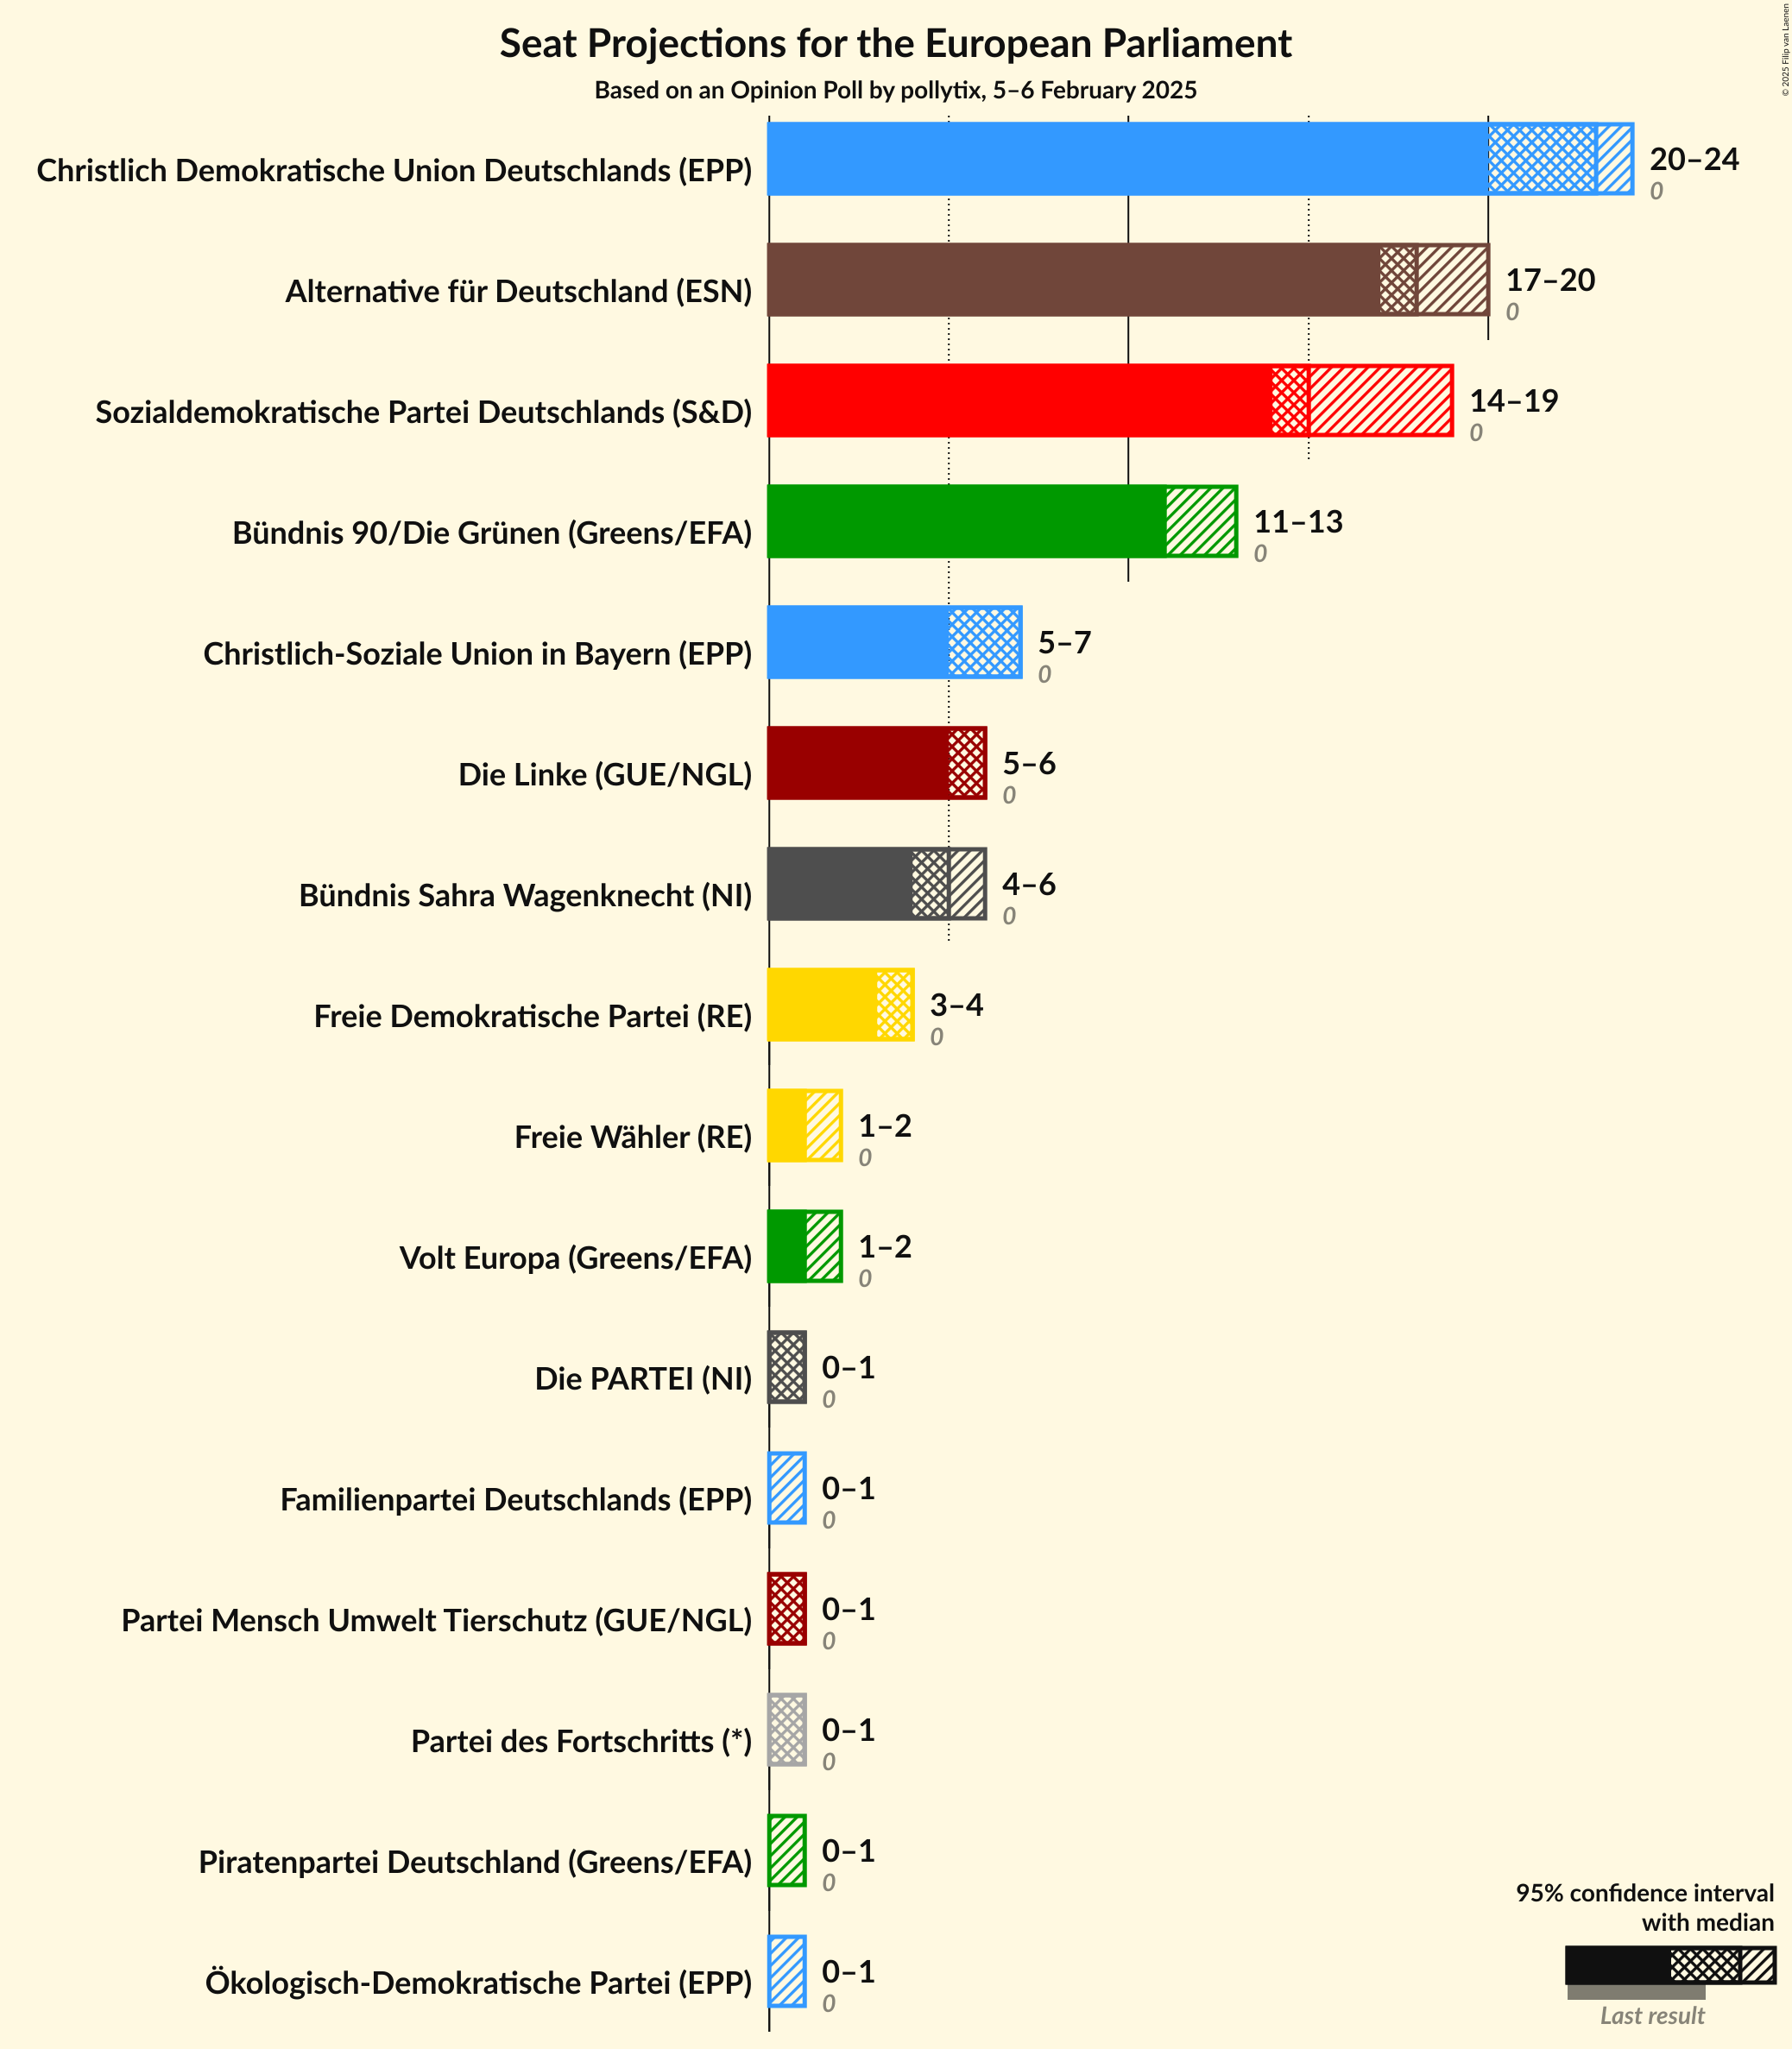 Seat Projections for the European Parliament
Based on an Opinion Poll by pollytix, 5–6 February 2025
© 2025 Filip van Laenen
Christlich Demokratische Union Deutschlands (EPP)
20–24
0
Alternative für Deutschland (ESN)
17–20
0
Sozialdemokratische Partei Deutschlands (S&D)
14–19
0
Bündnis 90/Die Grünen (Greens/EFA)
11–13
0
Christlich-Soziale Union in Bayern (EPP)
5–7
0
Die Linke (GUE/NGL)
5–6
0
Bündnis Sahra Wagenknecht (NI)
4–6
0
Freie Demokratische Partei (RE)
3–4
0
Freie Wähler (RE)
1–2
0
Volt Europa (Greens/EFA)
1–2
0
Die PARTEI (NI)
0–1
0
Familienpartei Deutschlands (EPP)
0–1
0
Partei Mensch Umwelt Tierschutz (GUE/NGL)
0–1
0
Partei des Fortschritts (*)
0–1
0
Piratenpartei Deutschland (Greens/EFA)
0–1
0
Ökologisch-Demokratische Partei (EPP)
0–1
0
95% confidence interval
with median
Last result